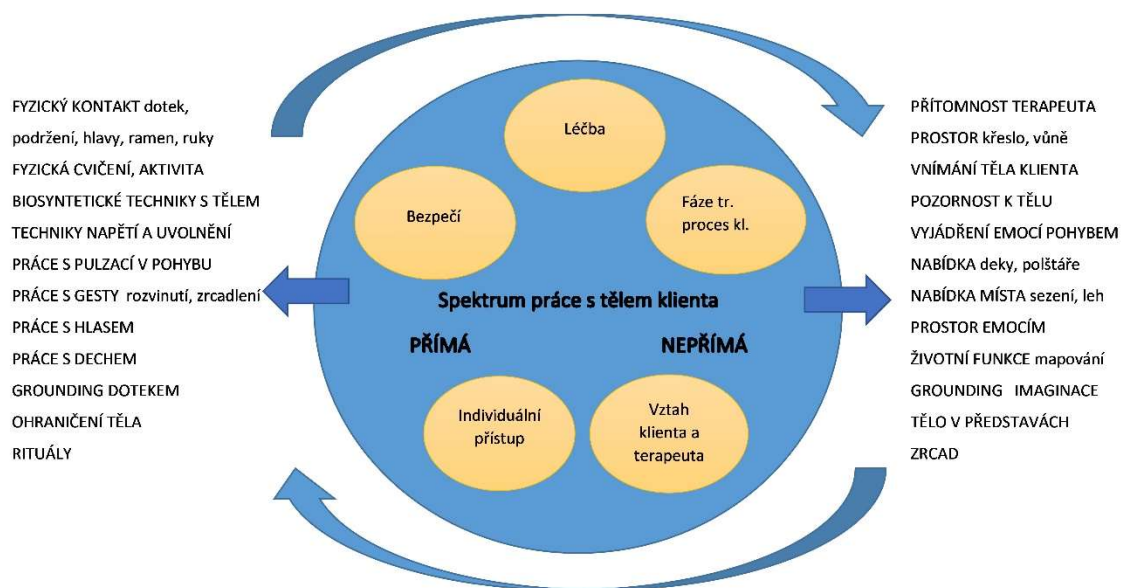 FYZICKÝ KONTAKT dotek,
podržení, hlavy, ramen, ruky
FYZICKÁ CVIČENÍ, AKTIVITA
BIOSYNTETICKÉ TECHNIKY S TĚLEM
TECHNIKY NAPĚTÍ A UVOLNĚNÍ
PRÁCE S PULZACÍ V POHYBU
PRÁCE S GESTY rozvinutí, zrcadlení
PRÁCE S HLASEM
PRÁCE S DECHEM
GROUNDING DOTEKEM
OHRANIČENÍ TĚLA
RITUÁLY
Léčba
Bezpečí
Fáze tr.
proces kl.
Spektrum práce s tělem klienta
PŘÍMÁ
NEPŘÍMÁ
Individuální
přístup
Vztah
klienta a
terapeuta
PŘÍTOMNOST TERAPEUTA
PROSTOR křeslo, vůně
VNÍMÁNÍ TĚLA KLIENTA
POZORNOST K TĚLU
VYJÁDŘENÍ EMOCÍ POHYBEM
NABÍDKA deky, polštáře
NABÍDKA MÍSTA sezení, leh
PROSTOR EMOCÍM
ŽIVOTNÍ FUNKCE mapování
GROUNDING IMAGINACE
TĚLO V PŘEDSTAVÁCH
ZRCAD